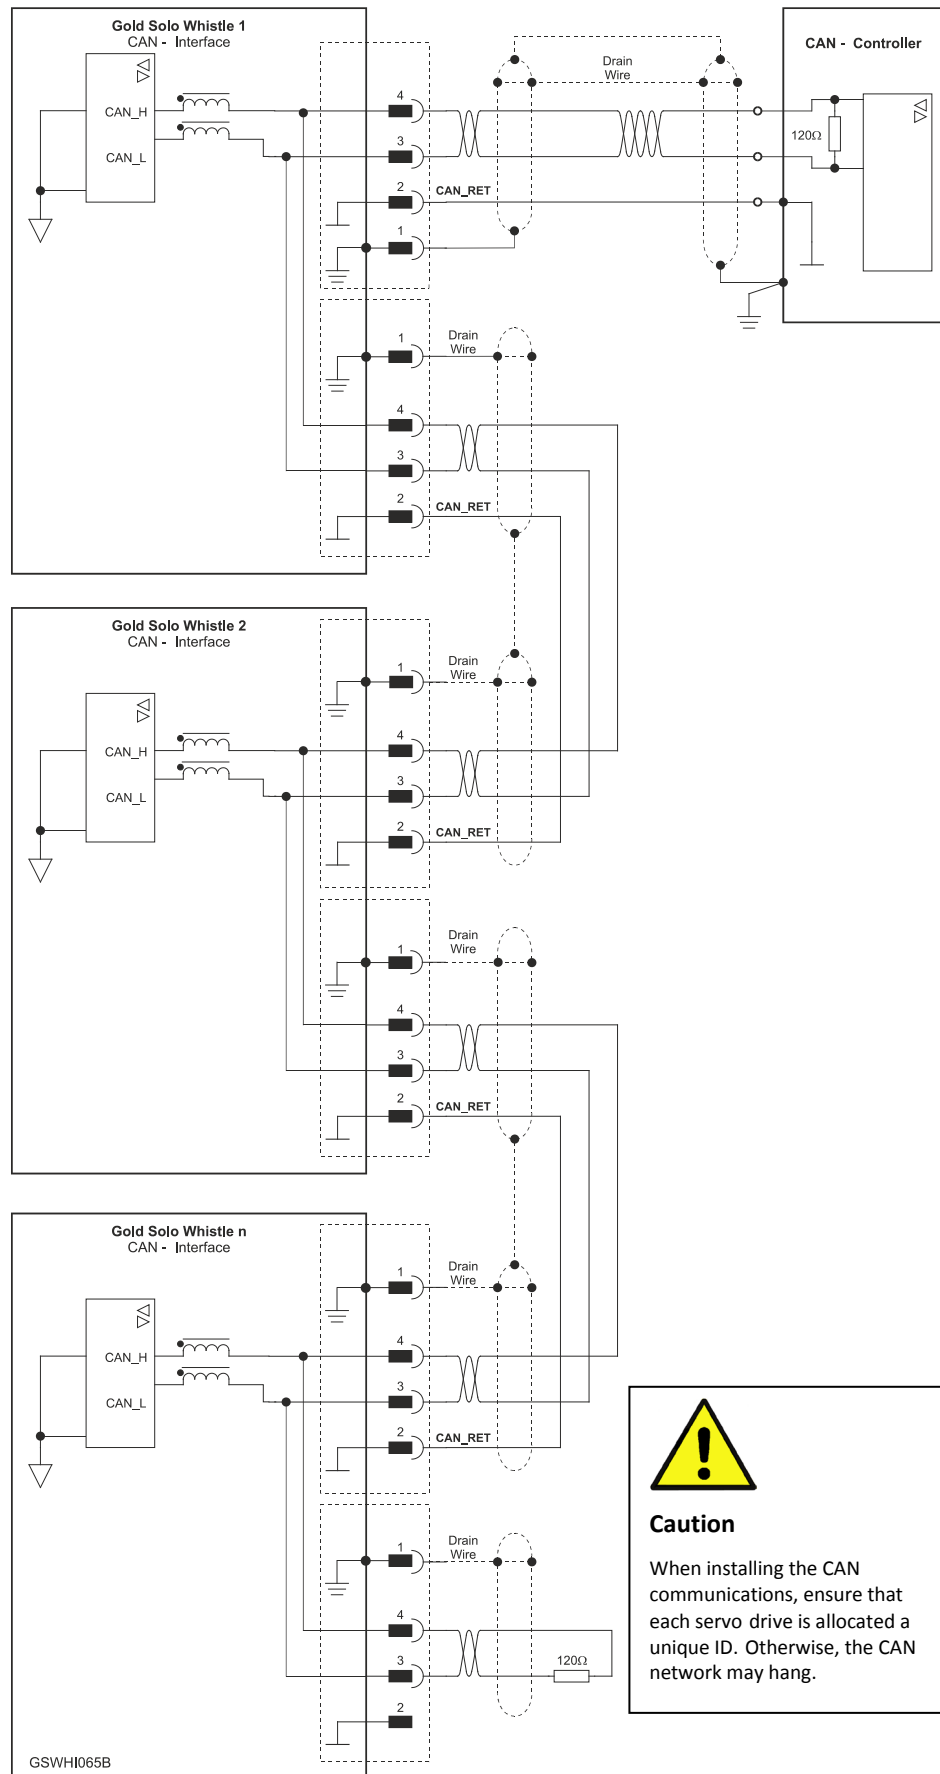 Gold Solo Whistle 1
CAN - Interface
CAN_H
CAN_L
4
3
2
CAN_RET
1
Drain
Wire
CAN - Controller
120Ω
1
Drain
Wire
4
3
2
CAN_RET
Gold Solo Whistle 2
CAN - Interface
CAN_H
CAN_L
1
Drain
Wire
4
3
2
CAN_RET
1
Drain
Wire
4
3
2
CAN_RET
Gold Solo Whistle n
CAN - Interface
CAN_H
CAN_L
1
Drain
Wire
4
3
2
CAN_RET
1
Drain
Wire
4
3
120Ω
2
GSWHI065B
Caution
When installing the CAN
communications, ensure that
each servo drive is allocated a
unique ID. Otherwise, the CAN
network may hang.